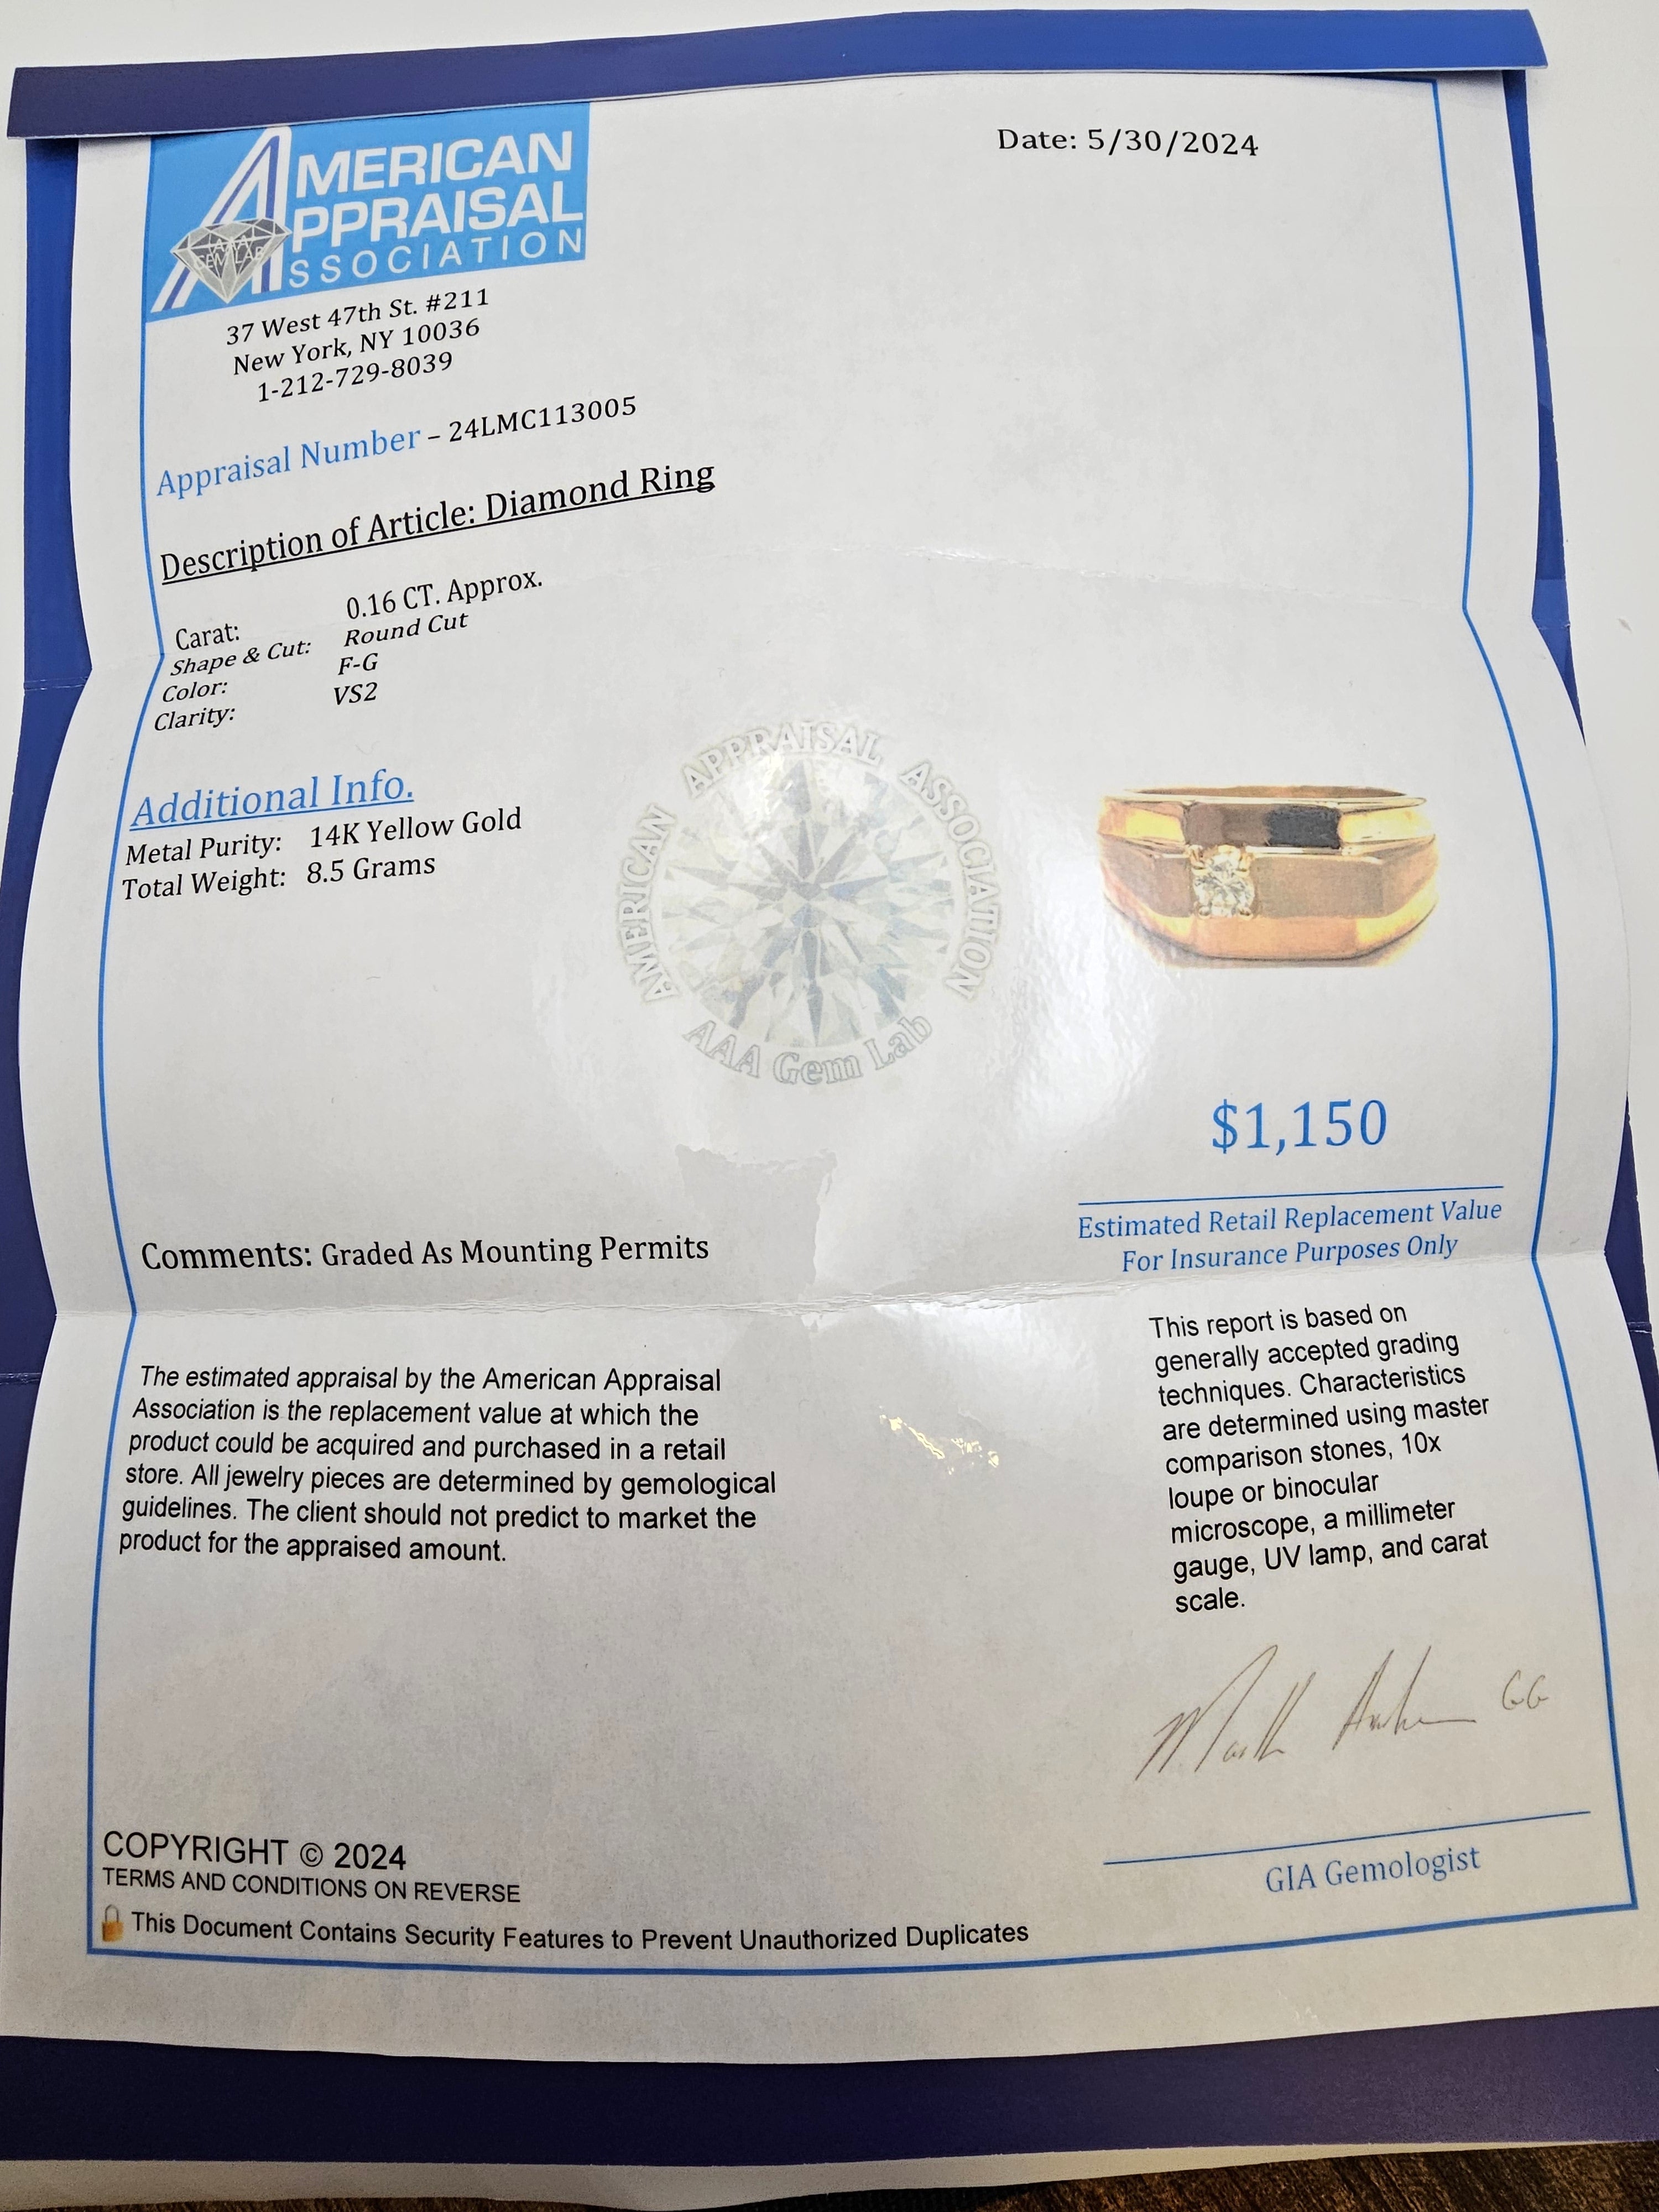 AMERICAN
APPRAISAL
ASSOCIATION
AAA
GEM LAB
Date: 5/30/2024
37 West 47th St. #211
New York, NY 10036
1-212-729-8039
Appraisal Number – 24LMC113005
Description of Article: Diamond Ring
Carat: 0.16 CT. Approx.
Shape & Cut: Round Cut
Color: F-G
Clarity: VS2
Additional Info.
Metal Purity: 14K Yellow Gold
Total Weight: 8.5 Grams
AMERICAN APPRAISAL ASSOCIATION
AAA Gem Lab
$1,150
Estimated Retail Replacement Value
For Insurance Purposes Only
Comments: Graded As Mounting Permits
The estimated appraisal by the American Appraisal
Association is the replacement value at which the
product could be acquired and purchased in a retail
store. All jewelry pieces are determined by gemological
guidelines. The client should not predict to market the
product for the appraised amount.
This report is based on
generally accepted grading
techniques. Characteristics
are determined using master
comparison stones, 10x
loupe or binocular
microscope, a millimeter
gauge, UV lamp, and carat
scale.
GG
GIA Gemologist
COPYRIGHT © 2024
TERMS AND CONDITIONS ON REVERSE
This Document Contains Security Features to Prevent Unauthorized Duplicates